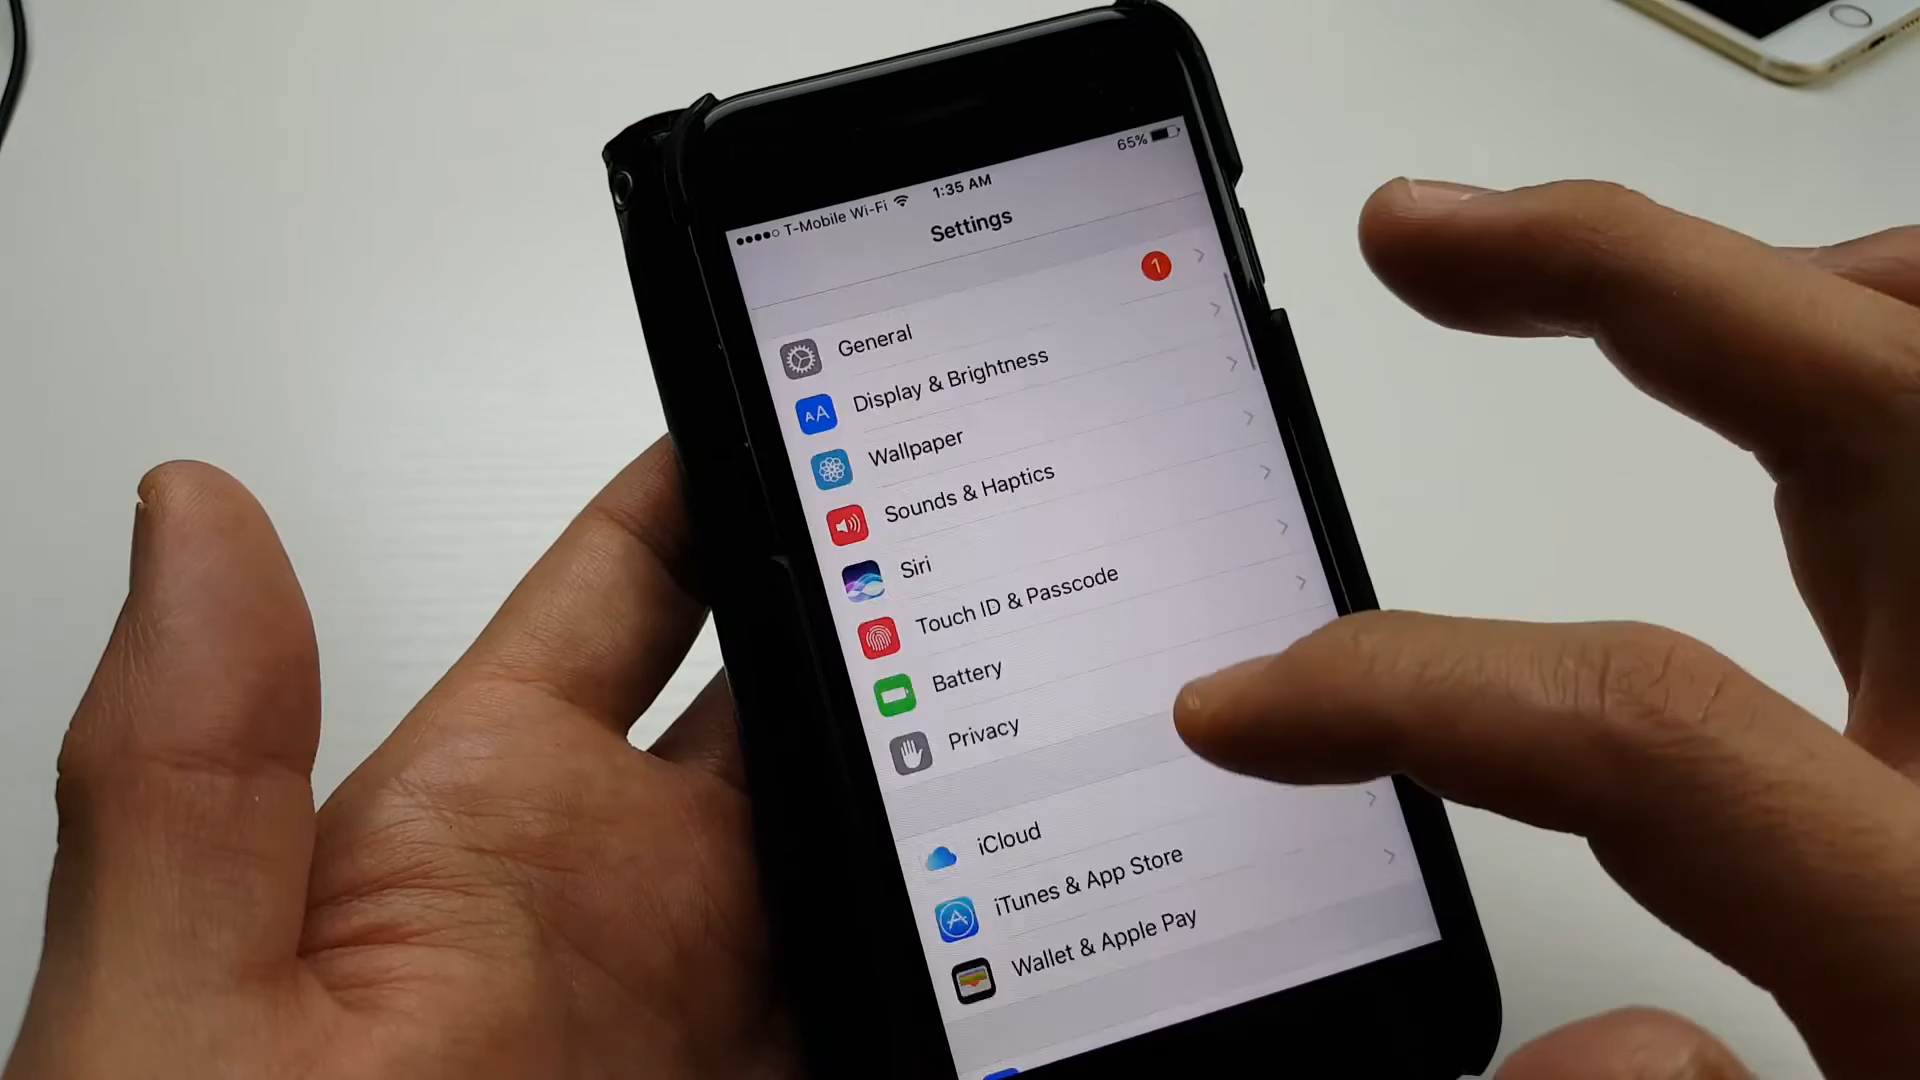 T-Mobile Wi-Fi 1:35 AM 65%
Settings
General 1
Display & Brightness
AA
Wallpaper
Sounds & Haptics
Siri
Touch ID & Passcode
Battery
Privacy
iCloud
iTunes & App Store
Wallet & Apple Pay